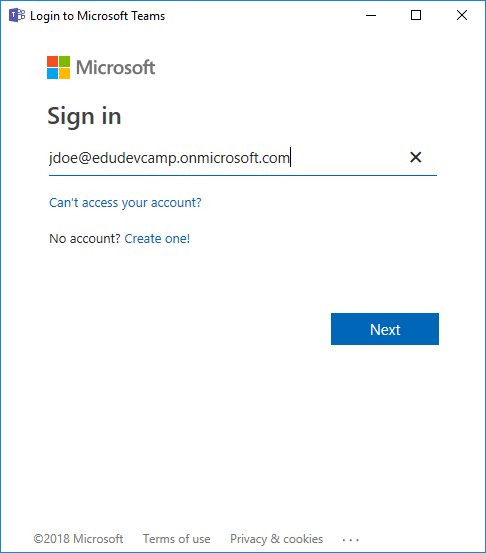 Login to Microsoft Teams
Microsoft
Sign in
jdoe@edudevcamp.onmicrosoft.com
Can't access your account?
No account? Create one!
Next
©2018 Microsoft Terms of use Privacy & cookies ...